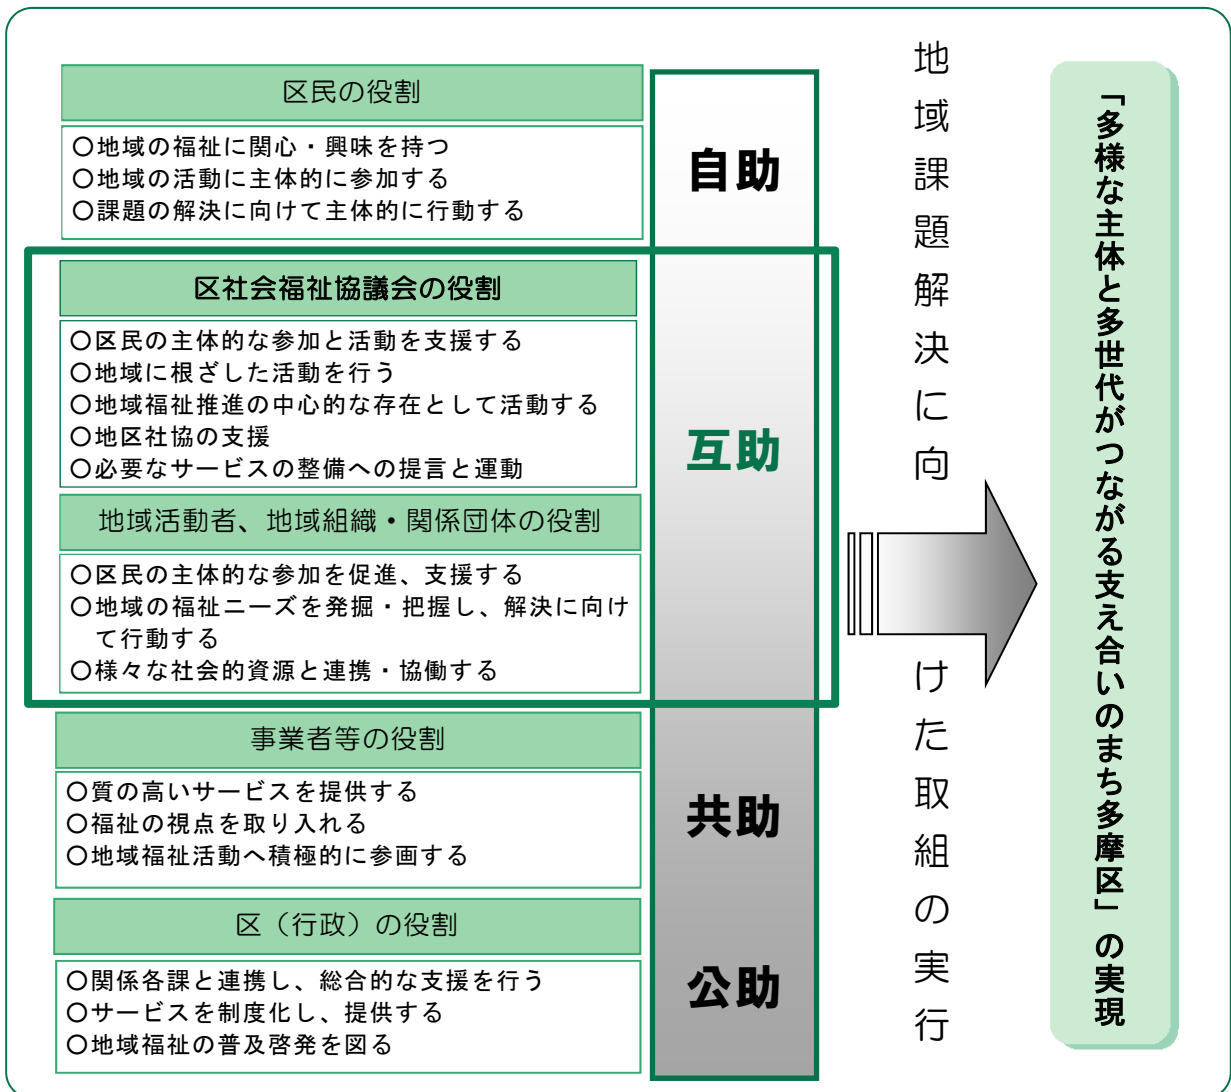 区民の役割
〇地域の福祉に関心・興味を持つ
〇地域の活動に主体的に参加する
〇課題の解決に向けて主体的に行動する
自助
区社会福祉協議会の役割
〇区民の主体的な参加と活動を支援する
〇地域に根ざした活動を行う
〇地域福祉推進の中心的な存在として活動する
〇地区社協の支援
〇必要なサービスの整備への提言と運動
互助
地域活動者、地域組織・関係団体の役割
〇区民の主体的な参加を促進、支援する
〇地域の福祉ニーズを発掘・把握し、解決に向け
て行動する
〇様々な社会的資源と連携・協働する
事業者等の役割
〇質の高いサービスを提供する
〇福祉の視点を取り入れる
〇地域福祉活動へ積極的に参画する
共助
区（行政）の役割
〇関係各課と連携し、総合的な支援を行う
〇サービスを制度化し、提供する
〇地域福祉の普及啓発を図る
公助
地域課題解決に向けた取組の実行
「多様な主体と多世代がつながる支え合いのまち多摩区」の実現